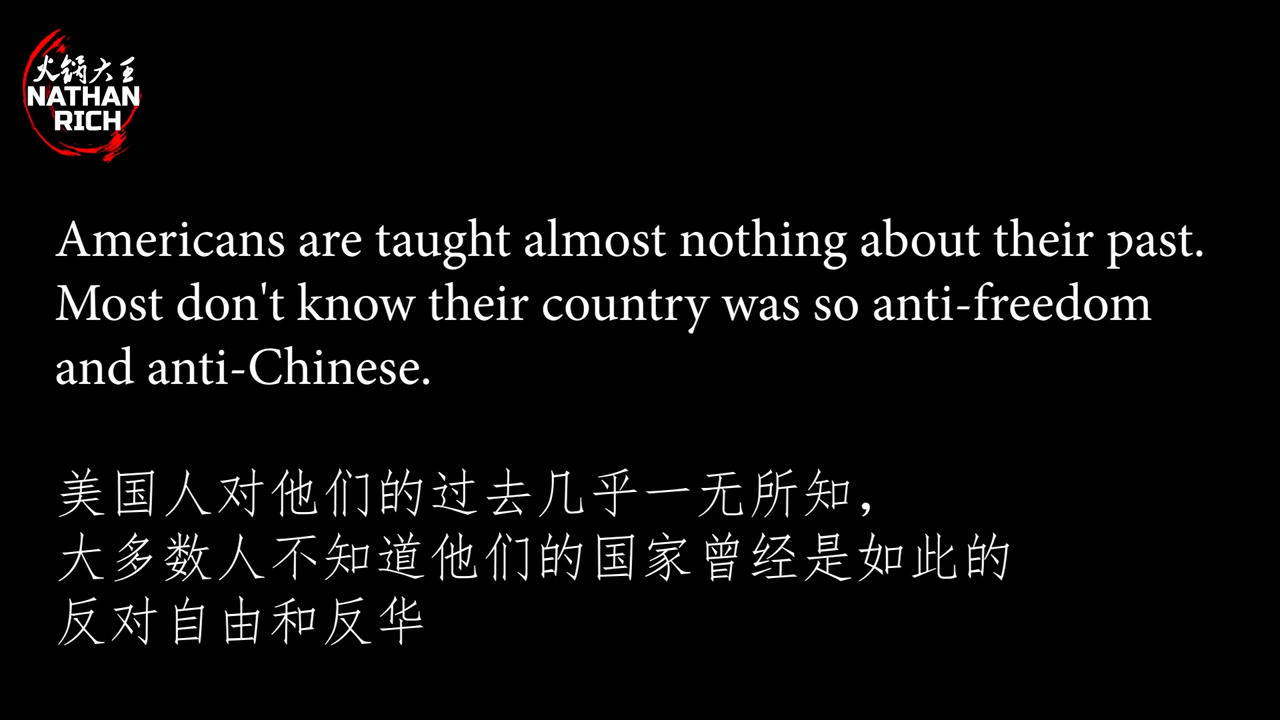 火锅大王
NATHAN
RICH
Americans are taught almost nothing about their past.
Most don't know their country was so anti-freedom
and anti-Chinese.
美国人对他们的过去几乎一无所知，
大多数人不知道他们的国家曾经是如此的
反对自由和反华